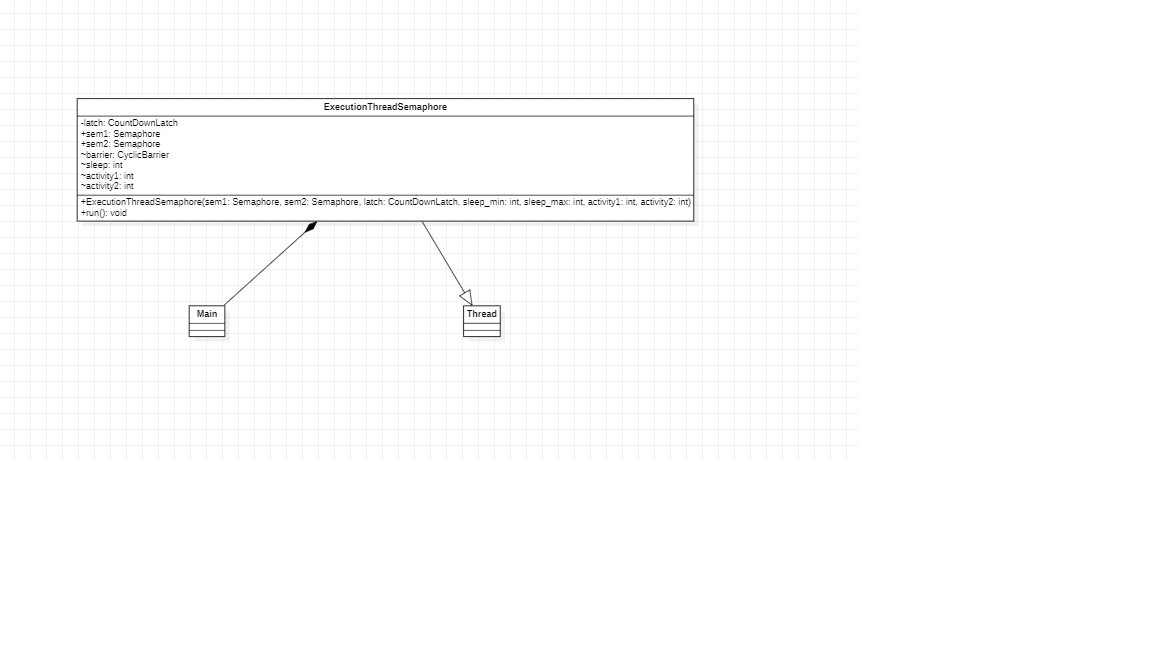 ExecutionThreadSemaphore
-latch: CountDownLatch
+sem1: Semaphore
+sem2: Semaphore
~barrier: CyclicBarrier
~sleep: int
~activity1: int
~activity2: int
+ExecutionThreadSemaphore(sem1: Semaphore, sem2: Semaphore, latch: CountDownLatch, sleep_min: int, sleep_max: int, activity1: int, activity2: int)
+run(): void
Main
Thread